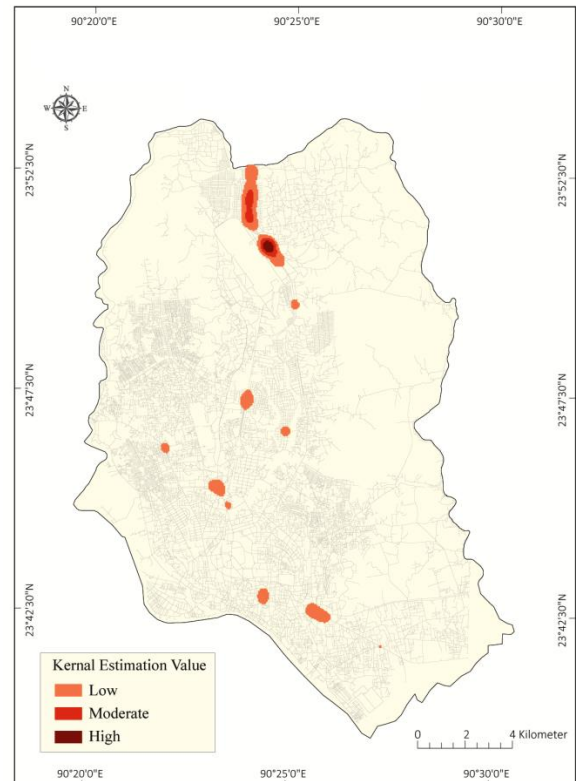 90°20'0"E 90°25'0"E 90°30'0"E
N
W E
S
23°52'30"N 23°52'30"N
23°47'30"N 23°47'30"N
23°42'30"N 23°42'30"N
Kernal Estimation Value
Low
Moderate
High
0 2 4 Kilometer
90°20'0"E 90°25'0"E 90°30'0"E